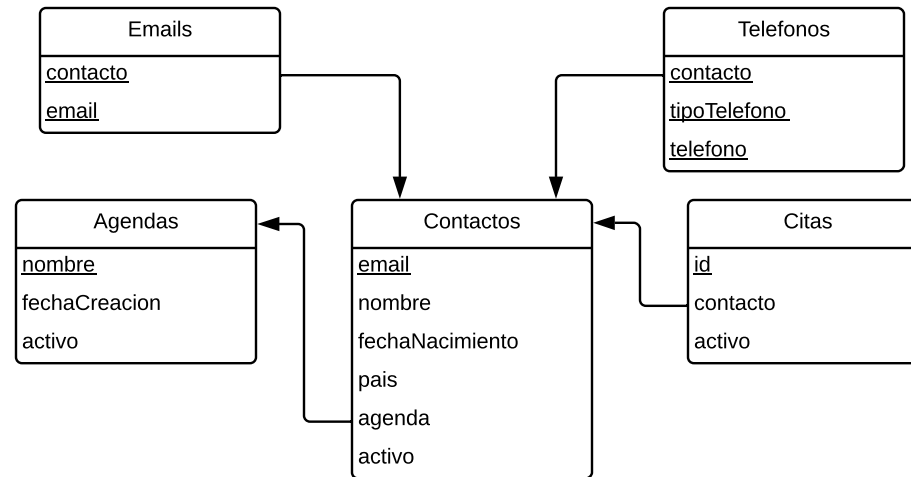 Emails
contacto
email
Telefonos
contacto
tipoTelefono
telefono
Agendas
nombre
fechaCreacion
activo
Contactos
email
nombre
fechaNacimiento
pais
agenda
activo
Citas
id
contacto
activo